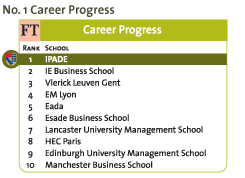 No. 1 Career Progress
FT Career Progress
RANK SCHOOL
1 IPADE
2 IE Business School
3 Vlerick Leuven Gent
4 EM Lyon
5 Eada
6 Esade Business School
7 Lancaster University Management School
8 HEC Paris
9 Edinburgh University Management School
10 Manchester Business School